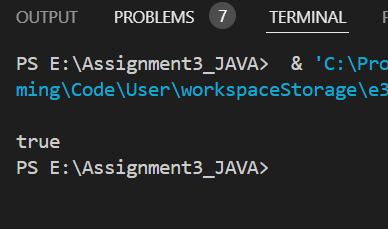 OUTPUT PROBLEMS 7 TERMINAL
PS E:\Assignment3_JAVA>  & 'C:\Pro
ming\Code\User\workspaceStorage\e3
true
PS E:\Assignment3_JAVA>